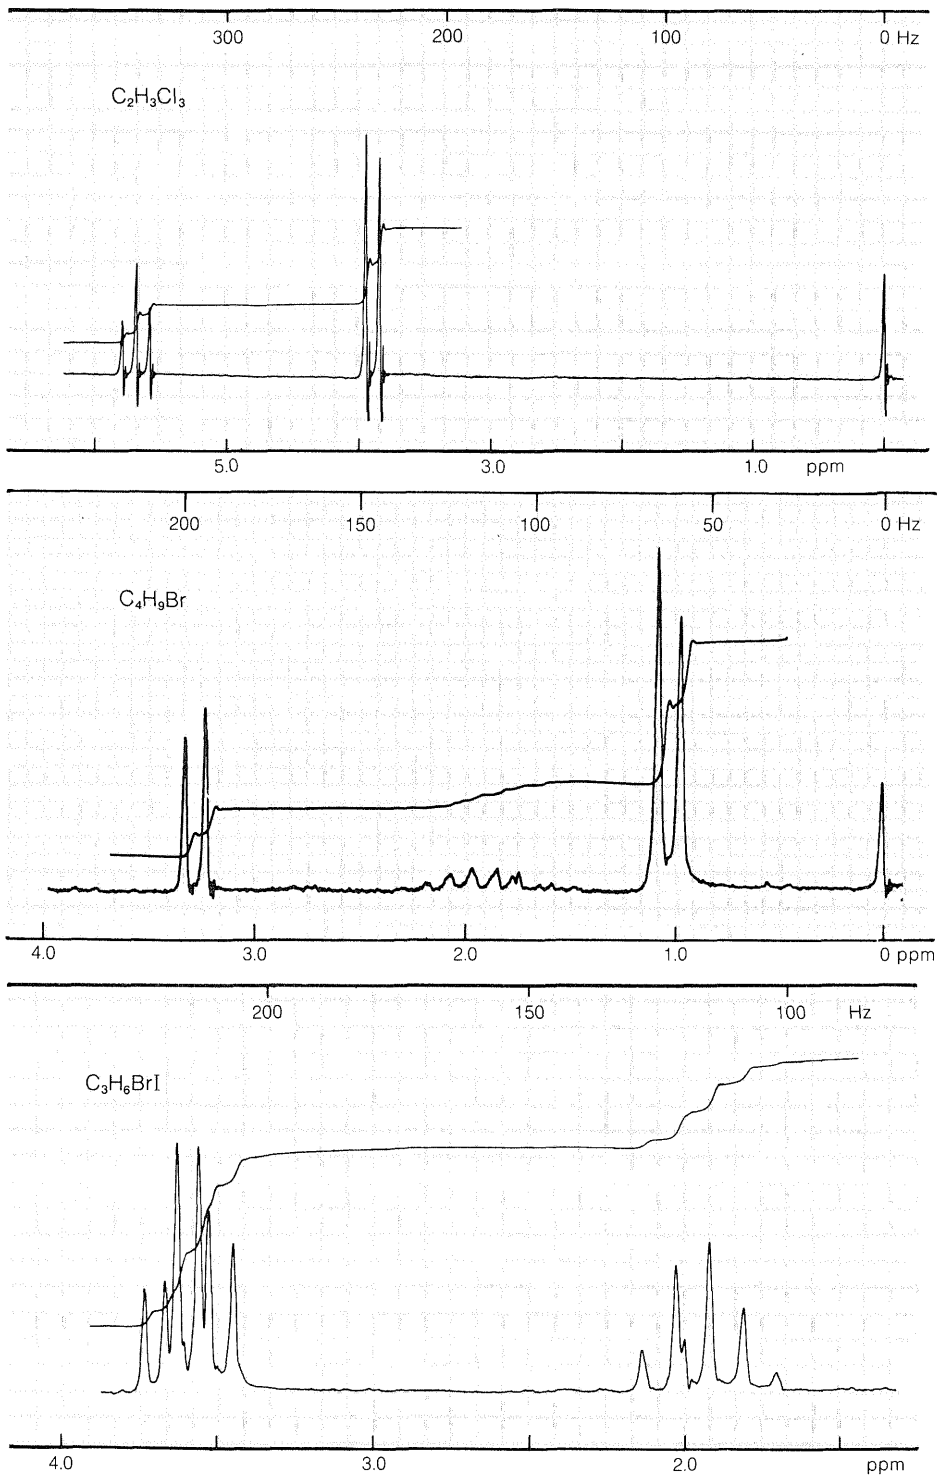 300 200 100 0 Hz
C₂H₃Cl₃
5.0 3.0 1.0 ppm
200 150 100 50 0 Hz
C₄H₉Br
4.0 3.0 2.0 1.0 0 ppm
200 150 100 Hz
C₃H₆BrI
4.0 3.0 2.0 ppm